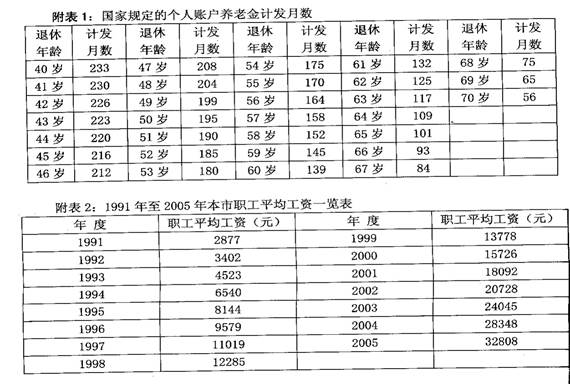 附表1：国家规定的个人账户养老金计发月数
退休年龄 计发月数 退休年龄 计发月数 退休年龄 计发月数 退休年龄 计发月数 退休年龄 计发月数
40岁 233 47岁 208 54岁 175 61岁 132 68岁 75
41岁 230 48岁 204 55岁 170 62岁 125 69岁 65
42岁 226 49岁 199 56岁 164 63岁 117 70岁 56
43岁 223 50岁 195 57岁 158 64岁 109
44岁 220 51岁 190 58岁 152 65岁 101
45岁 216 52岁 185 59岁 145 66岁 93
46岁 212 53岁 180 60岁 139 67岁 84
附表2：1991年至2005年本市职工平均工资一览表
年度 职工平均工资（元） 年度 职工平均工资（元）
1991 2877 1999 13778
1992 3402 2000 15726
1993 4523 2001 18092
1994 6540 2002 20728
1995 8144 2003 24045
1996 9579 2004 28348
1997 11019 2005 32808
1998 12285